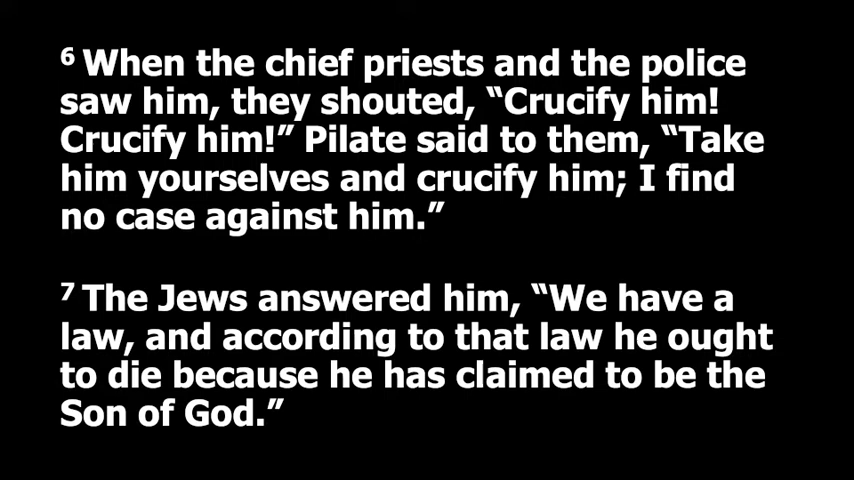 6 When the chief priests and the police
saw him, they shouted, “Crucify him!
Crucify him!” Pilate said to them, “Take
him yourselves and crucify him; I find
no case against him.”
7 The Jews answered him, “We have a
law, and according to that law he ought
to die because he has claimed to be the
Son of God.”